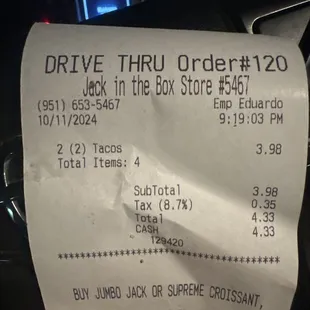 DRIVE THRU Order#120
Jack in the Box Store #5467
(951) 653-5467 Emp Eduardo
10/11/2024 9:19:03 PM
2 (2) Tacos 3.98
Total Items: 4
SubTotal 3.98
Tax (8.7%) 0.35
Total 4.33
CASH 4.33
129420
****************************************
BUY JUMBO JACK OR SUPREME CROISSANT,